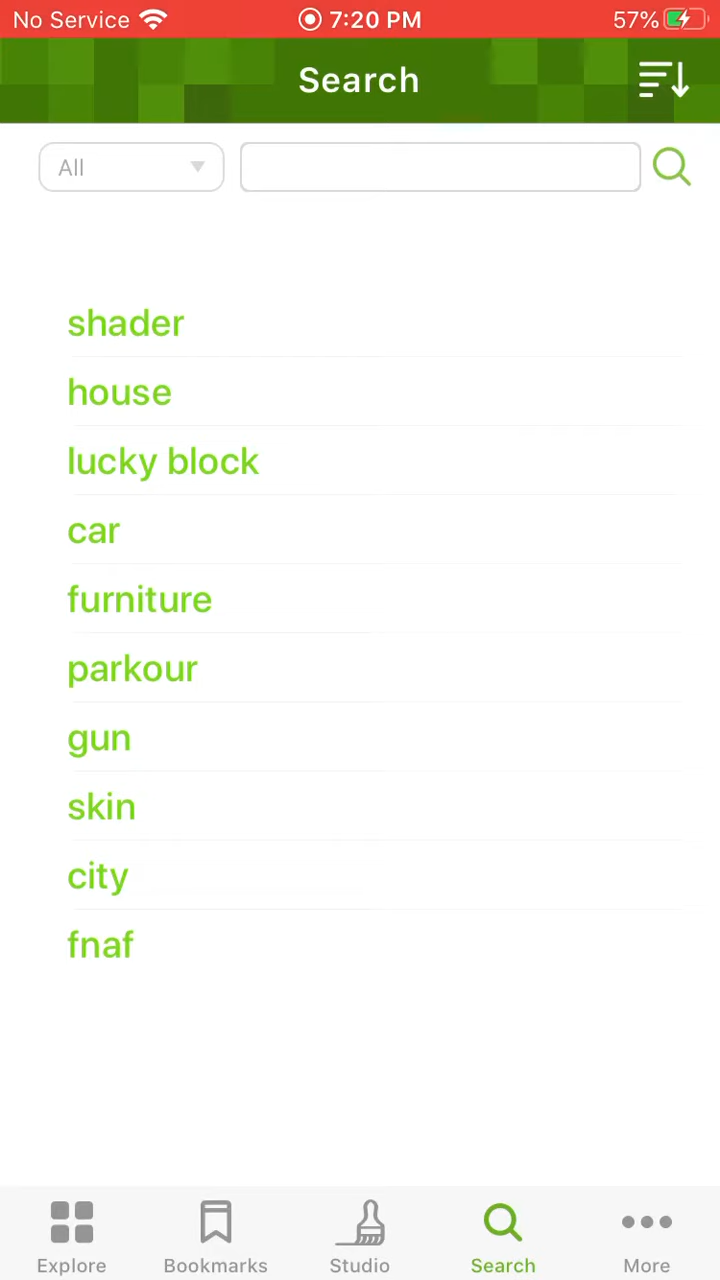 No Service 7:20 PM 57%
Search
All
shader
house
lucky block
car
furniture
parkour
gun
skin
city
fnaf
Explore Bookmarks Studio Search More